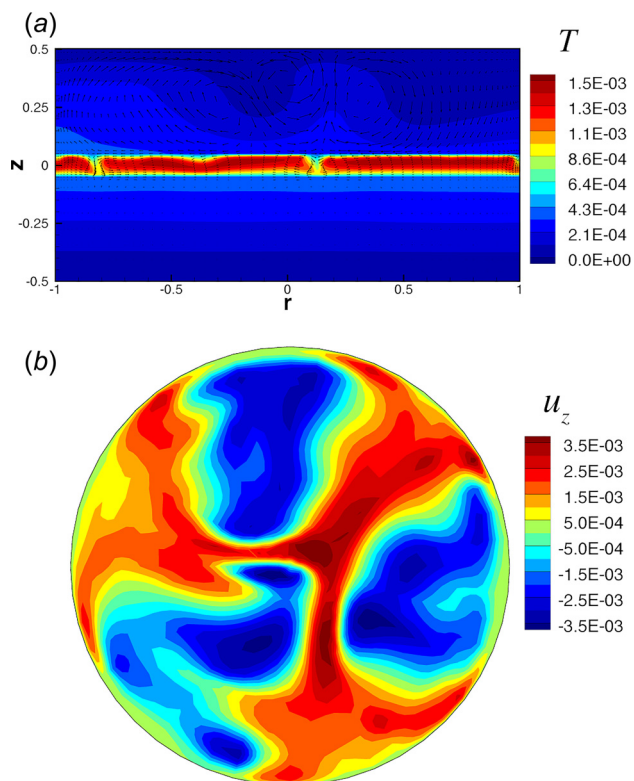 (a)
T
0.5
0.25
z
0
-0.25
-0.5
-1
-0.5
0
0.5
1
r
1.5E-03
1.3E-03
1.1E-03
8.6E-04
6.4E-04
4.3E-04
2.1E-04
0.0E+00
(b)
u_z
3.5E-03
2.5E-03
1.5E-03
5.0E-04
-5.0E-04
-1.5E-03
-2.5E-03
-3.5E-03